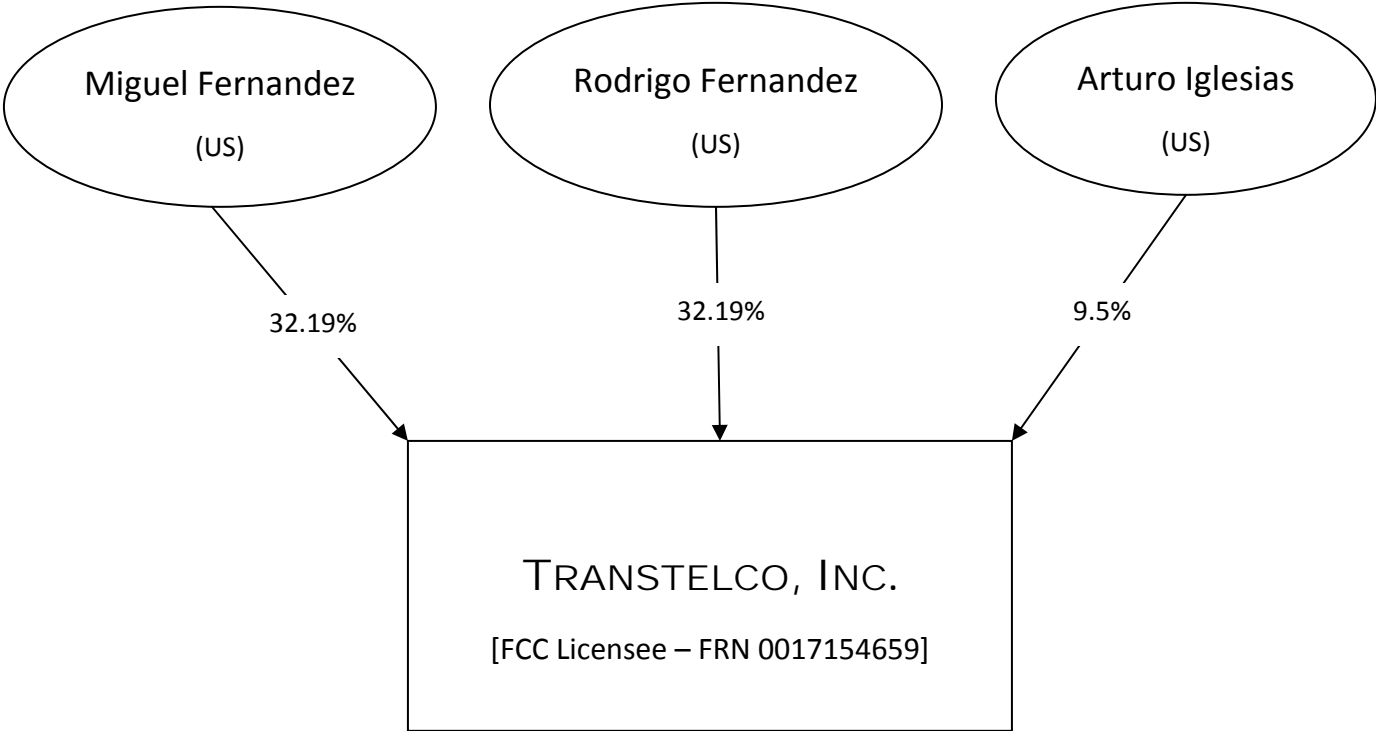 Miguel Fernandez
(US)
Rodrigo Fernandez
(US)
Arturo Iglesias
(US)
32.19%
32.19%
9.5%
TRANSTELCO, INC.
[FCC Licensee – FRN 0017154659]